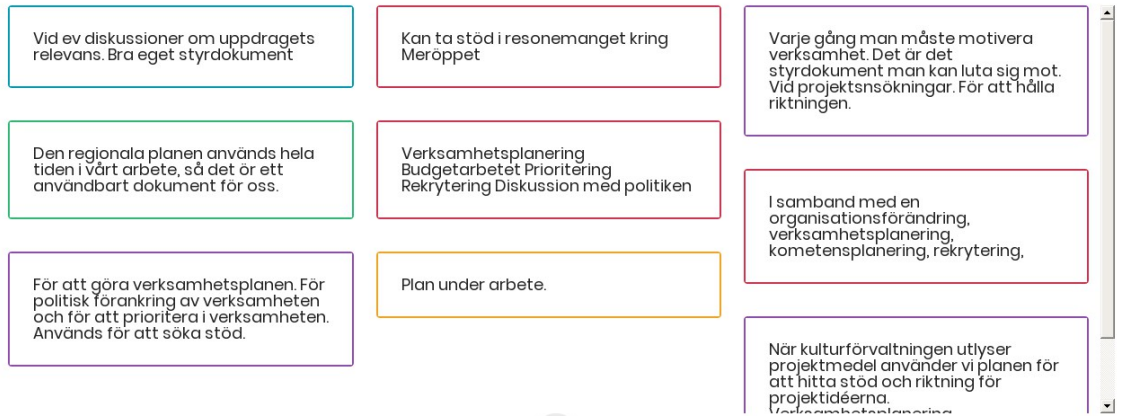 Vid ev diskussioner om uppdragets
relevans. Bra eget styrdokument
Den regionala planen används hela
tiden i vårt arbete, så det ör ett
användbart dokument för oss.
För att göra verksamhetsplanen. För
politisk förankring av verksamheten
och för att prioritera i verksamheten.
Används för att söka stöd.
Kan ta stöd i resonemanget kring
Meröppet
Verksamhetsplanering
Budgetarbetet Prioritering
Rekrytering Diskussion med politiken
Plan under arbete.
Varje gång man måste motivera
verksamhet. Det är det
styrdokument man kan luta sig mot.
Vid projektsnsökningar. För att hålla
riktningen.
I samband med en
organisationsförändring,
verksamhetsplanering,
kometensplanering, rekrytering,
När kulturförvaltningen utlyser
projektmedel använder vi planen för
att hitta stöd och riktning för
projektidéerna.
Verksamhetsplanering